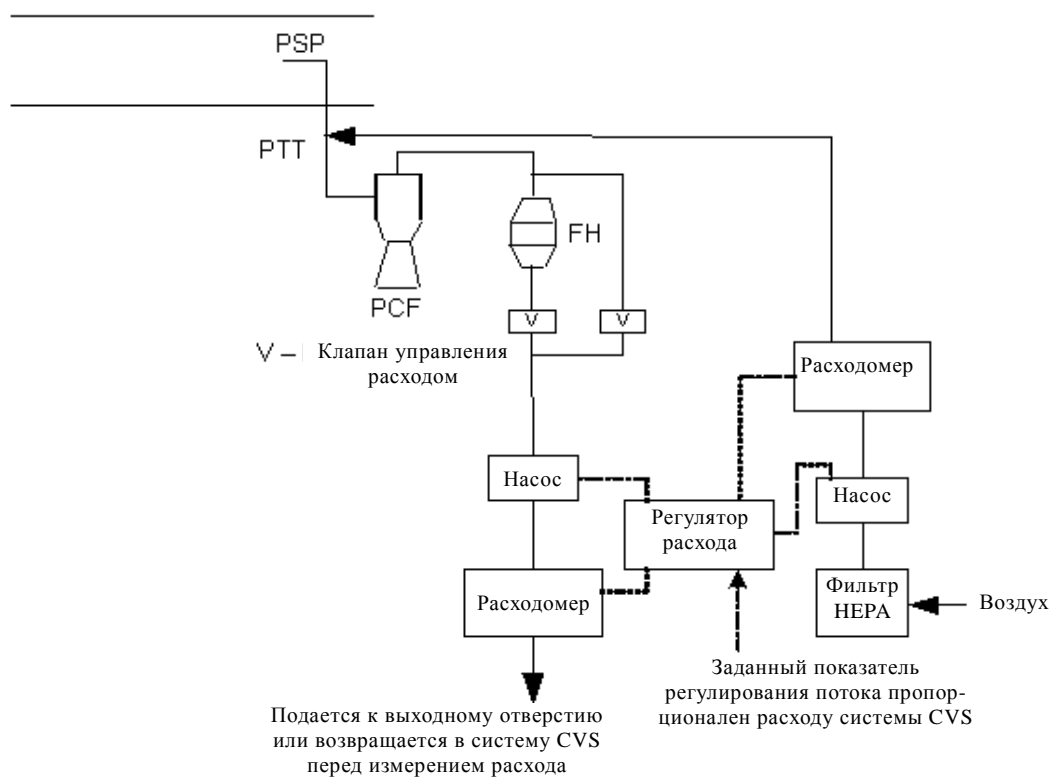 PSP
PTT
FH
PCF
V
V
V – Клапан управления
расходом
Расходомер
Насос
Насос
Регулятор
расхода
Расходомер
Фильтр
HEPA
Воздух
Заданный показатель
регулирования потока пропор-
ционален расходу системы CVS
Подается к выходному отверстию
или возвращается в систему CVS
перед измерением расхода